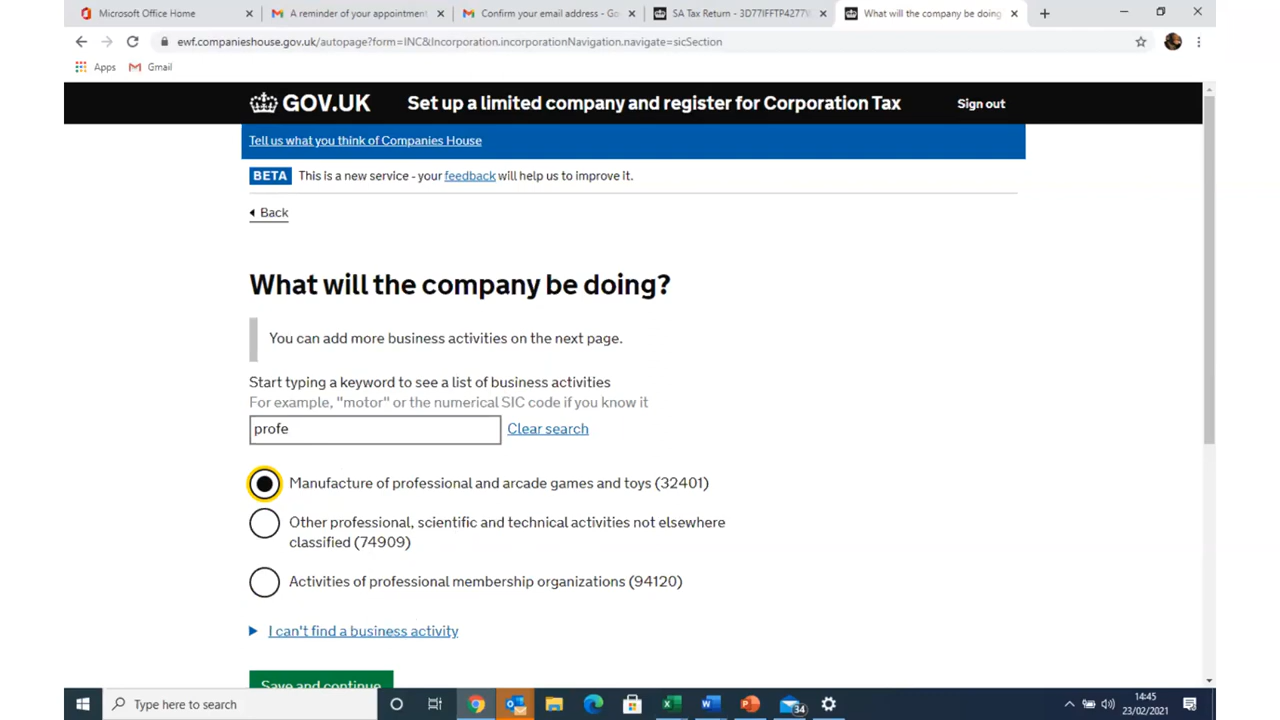 Microsoft Office Home
A reminder of your appointment
Confirm your email address - Go
SA Tax Return - 3D77IFFTP4277
What will the company be doing
ewf.companieshouse.gov.uk/autopage?form=INC&Incorporation.incorporationNavigation.navigate=sicSection
Apps
Gmail
GOV.UK
Set up a limited company and register for Corporation Tax
Sign out
Tell us what you think of Companies House
BETA
This is a new service - your feedback will help us to improve it.
Back
What will the company be doing?
You can add more business activities on the next page.
Start typing a keyword to see a list of business activities
For example, "motor" or the numerical SIC code if you know it
profe
Clear search
Manufacture of professional and arcade games and toys (32401)
Other professional, scientific and technical activities not elsewhere
classified (74909)
Activities of professional membership organizations (94120)
I can't find a business activity
Save and continue
Type here to search
34
14:45
23/02/2021